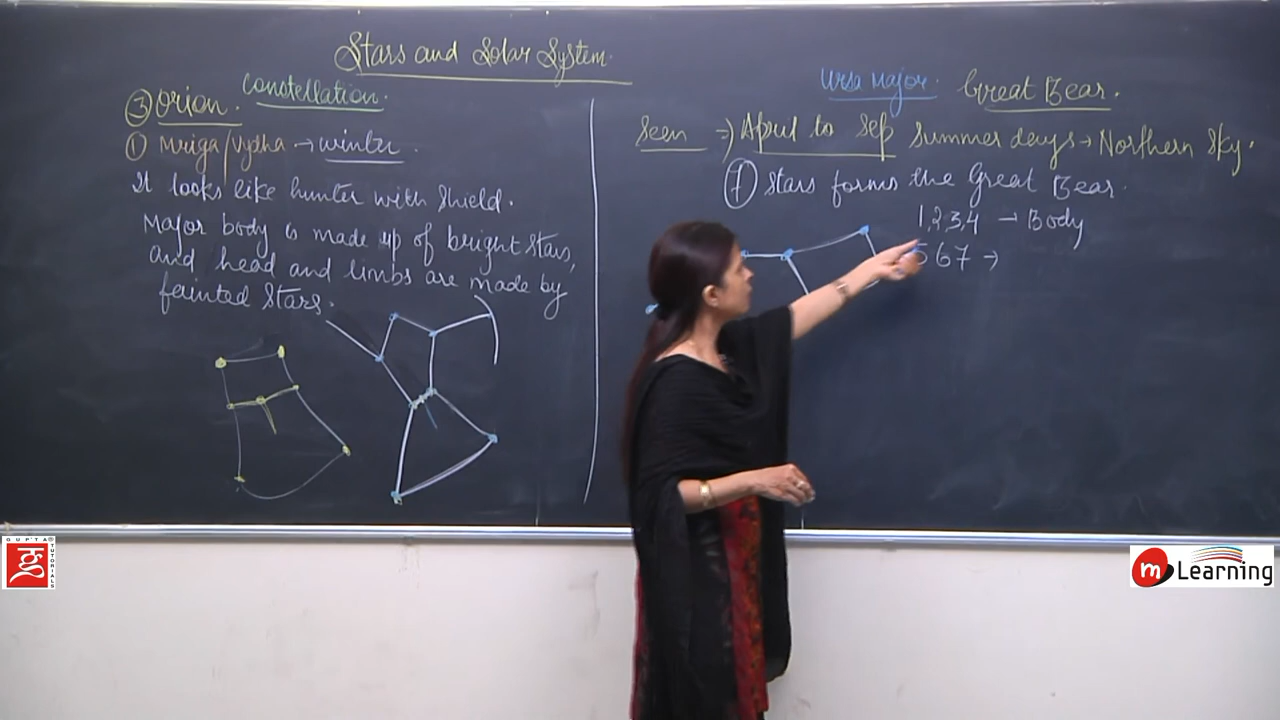 Stars and Solar System.
Constellation.
③ Orion.
① Mriga/Vydha → winter.
It looks like hunter with Shield.
Major body is made up of bright stars,
and head and limbs are made by
fainted Stars.
Ursa Major. Great Bear.
Seen => April to Sep Summer days → Northern Sky.
⑦ Stars forms the Great Bear.
1,2,3,4 → Body
5 6 7 →
GUPTA TUTORIALS
m Learning